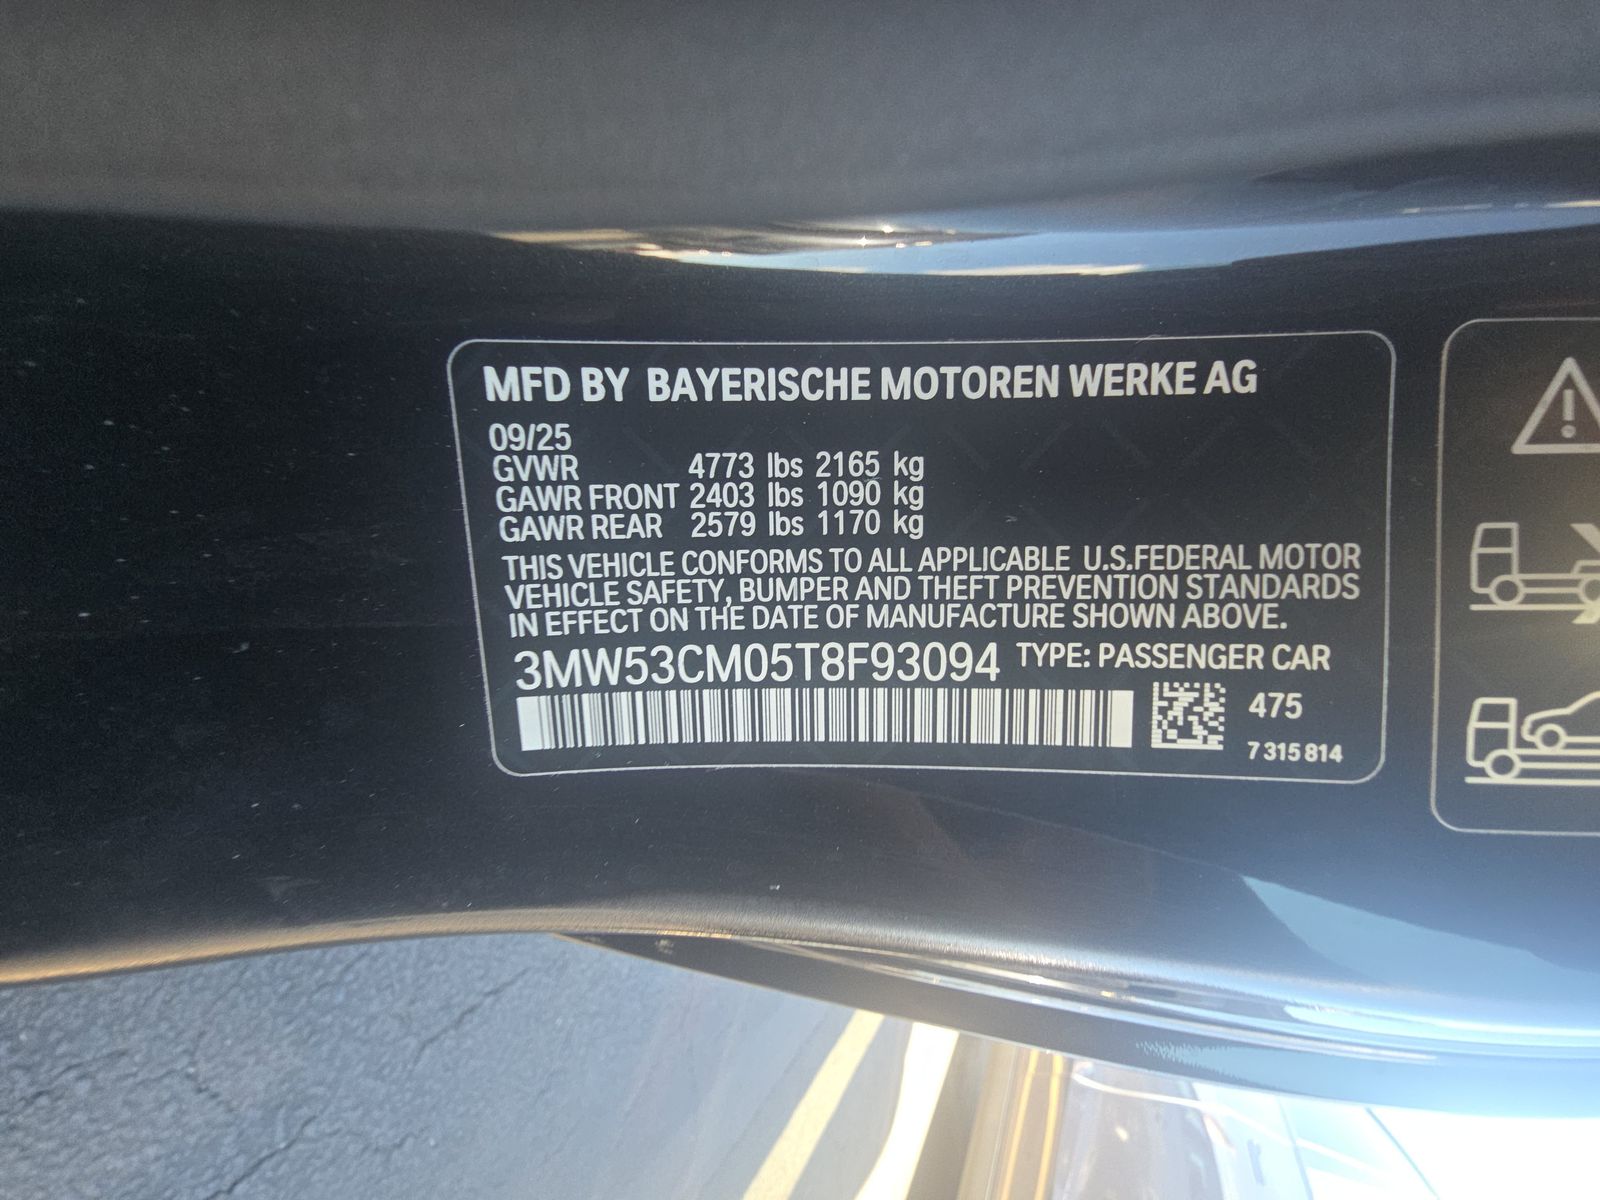 MFD BY BAYERISCHE MOTOREN WERKE AG
09/25
GVWR 4773 lbs 2165 kg
GAWR FRONT 2403 lbs 1090 kg
GAWR REAR 2579 lbs 1170 kg
THIS VEHICLE CONFORMS TO ALL APPLICABLE U.S.FEDERAL MOTOR
VEHICLE SAFETY, BUMPER AND THEFT PREVENTION STANDARDS
IN EFFECT ON THE DATE OF MANUFACTURE SHOWN ABOVE.
3MW53CM05T8F93094 TYPE: PASSENGER CAR
475
7 315 814